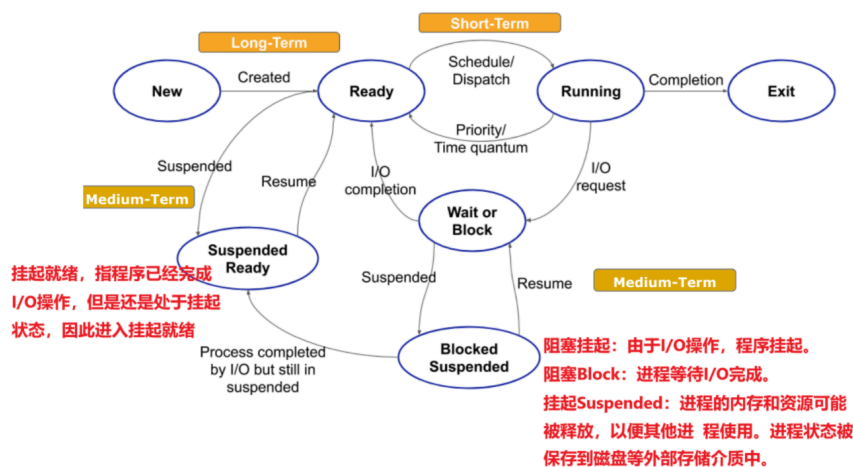 Short-Term
Long-Term
Created
Schedule/
Dispatch
Completion
New
Ready
Running
Exit
Priority/
Time quantum
Suspended
Resume
I/O
completion
I/O
request
Medium-Term
Wait or
Block
Suspended
Ready
挂起就绪，指程序已经完成
I/O操作，但是还是处于挂起
状态，因此进入挂起就绪
Suspended
Resume
Medium-Term
Process completed
by I/O but still in
suspended
Blocked
Suspended
阻塞挂起：由于I/O操作，程序挂起。
阻塞Block：进程等待I/O完成。
挂起Suspended：进程的内存和资源可能
被释放，以便其他进 程使用。进程状态被
保存到磁盘等外部存储介质中。